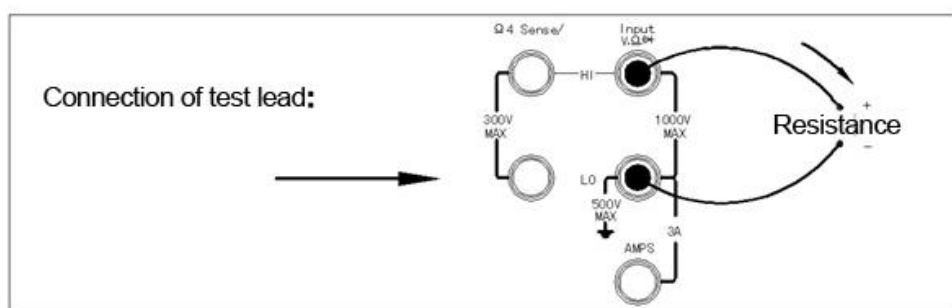 Ω4 Sense/
Input
V.Ω
HI
Connection of test lead:
300V
MAX
1000V
MAX
+
Resistance
−
LO
500V
MAX
3A
AMPS